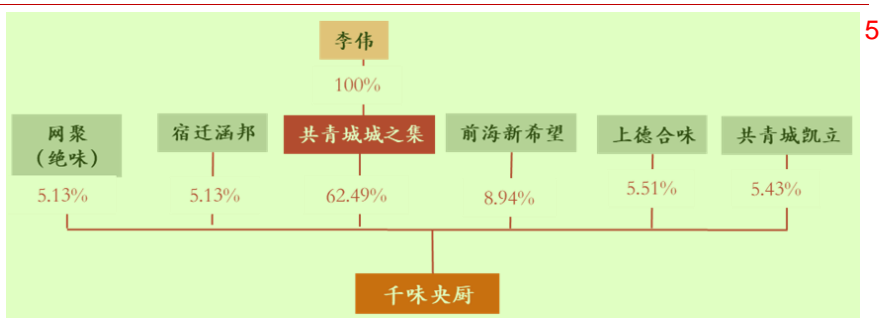 5
李伟
100%
网聚
（绝味）
宿迁涵邦
共青城城之集
前海新希望
上德合味
共青城凯立
5.13%
5.13%
62.49%
8.94%
5.51%
5.43%
千味央厨